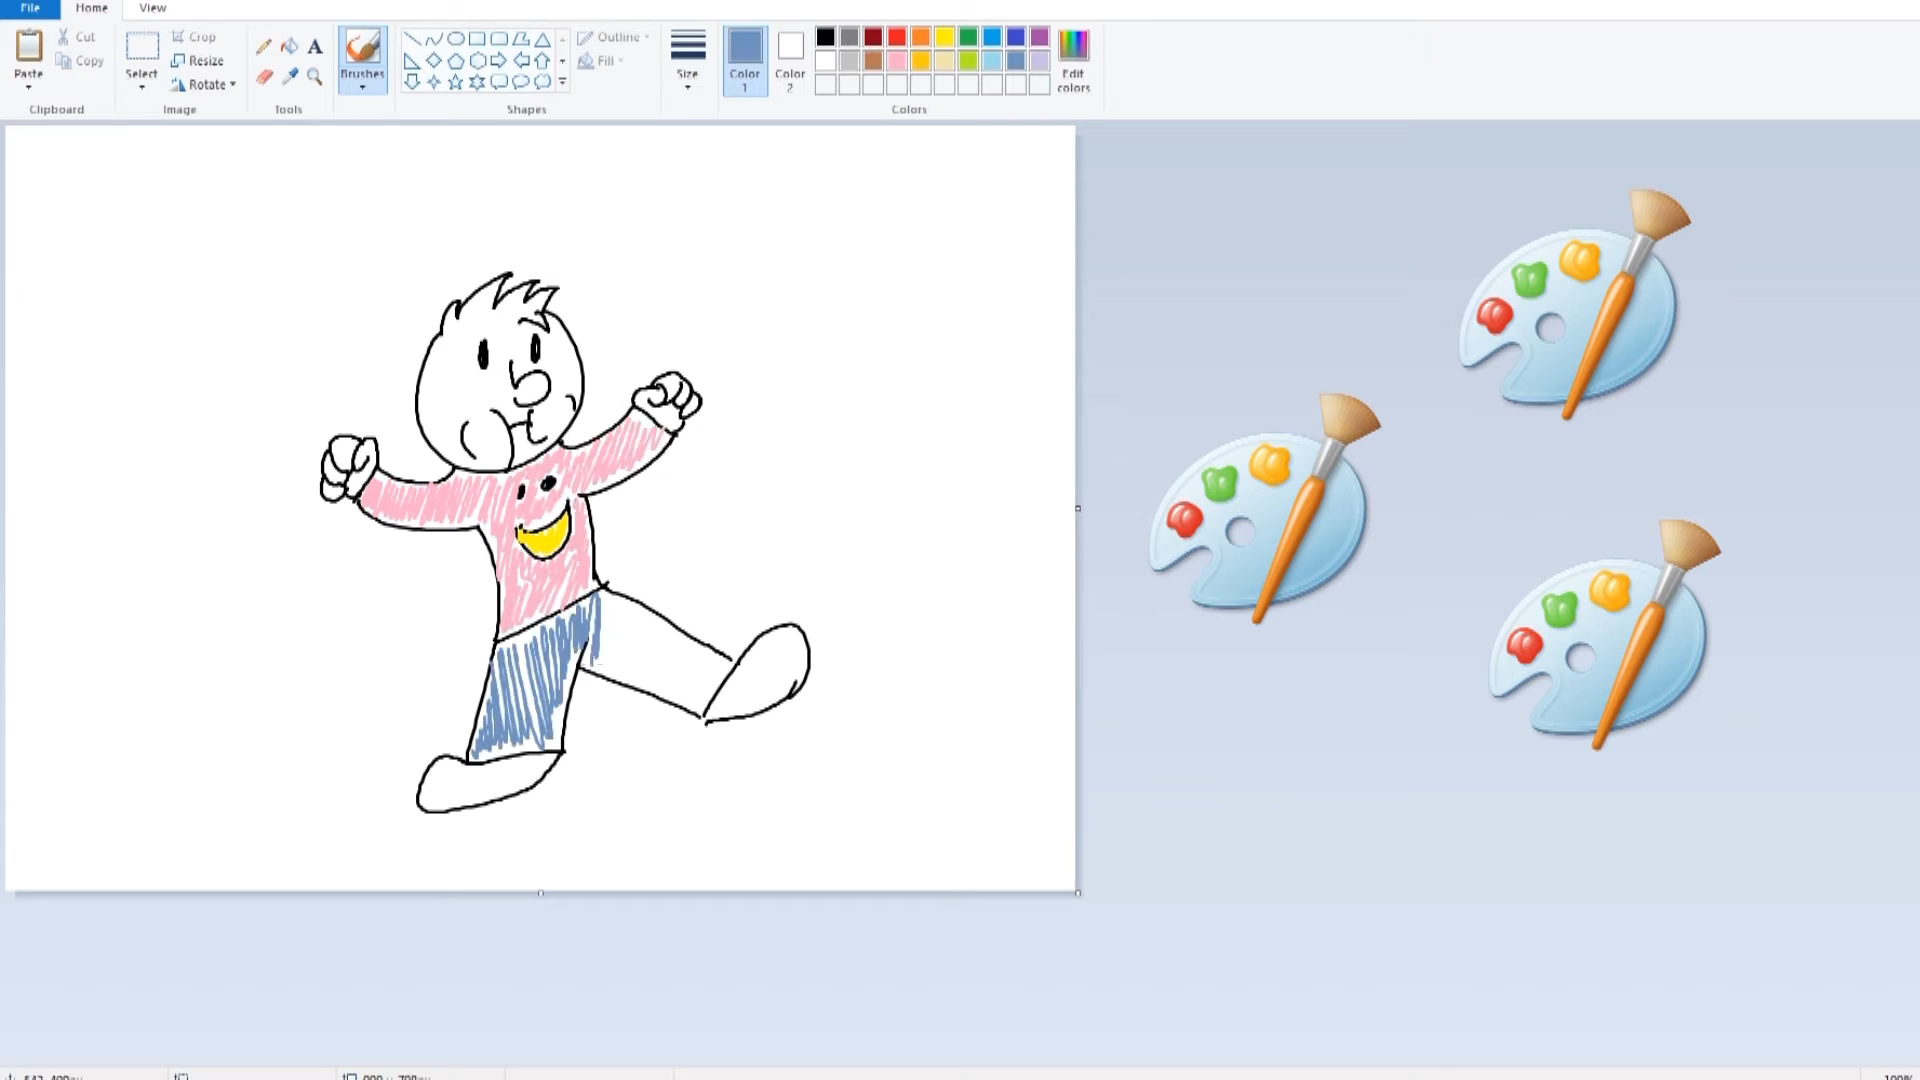 File Home View
Cut
Copy
Paste
Crop
Resize
Rotate
Select
A
Brushes
Outline
Fill
Size
Color
1
Color
2
Edit
colors
Clipboard Image Tools Shapes Colors
100%